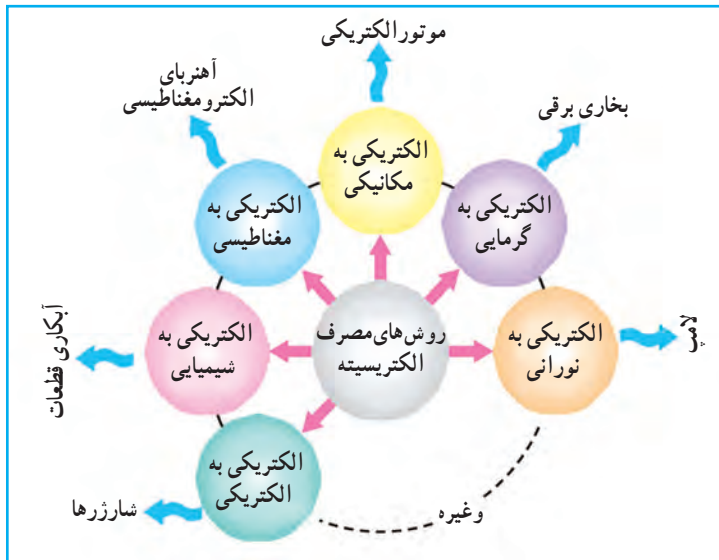 موتور الکتریکی
آهنربای
الکترومغناطیسی
بخاری برقی
الکتریکی به
مکانیکی
الکتریکی به
مغناطیسی
الکتریکی به
گرمایی
روش‌های مصرف
الکتریسیته
الکتریکی به
شیمیایی
الکتریکی به
نورانی
لامپ
آبکاری قطعات
الکتریکی به
الکتریکی
شارژرها
وغیره